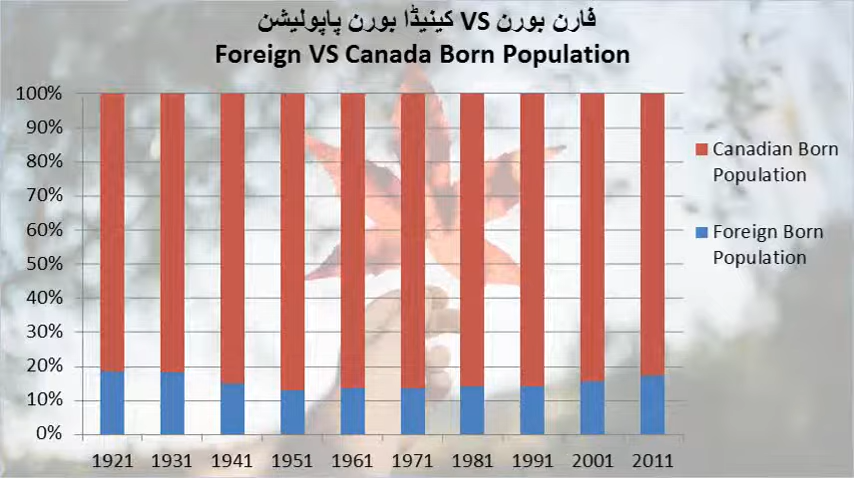 فارن بورن VS کینیڈا بورن پاپولیشن
Foreign VS Canada Born Population
100%
90%
80%
70%
60%
50%
40%
30%
20%
10%
0%
1921 1931 1941 1951 1961 1971 1981 1991 2001 2011
Canadian Born
Population
Foreign Born
Population